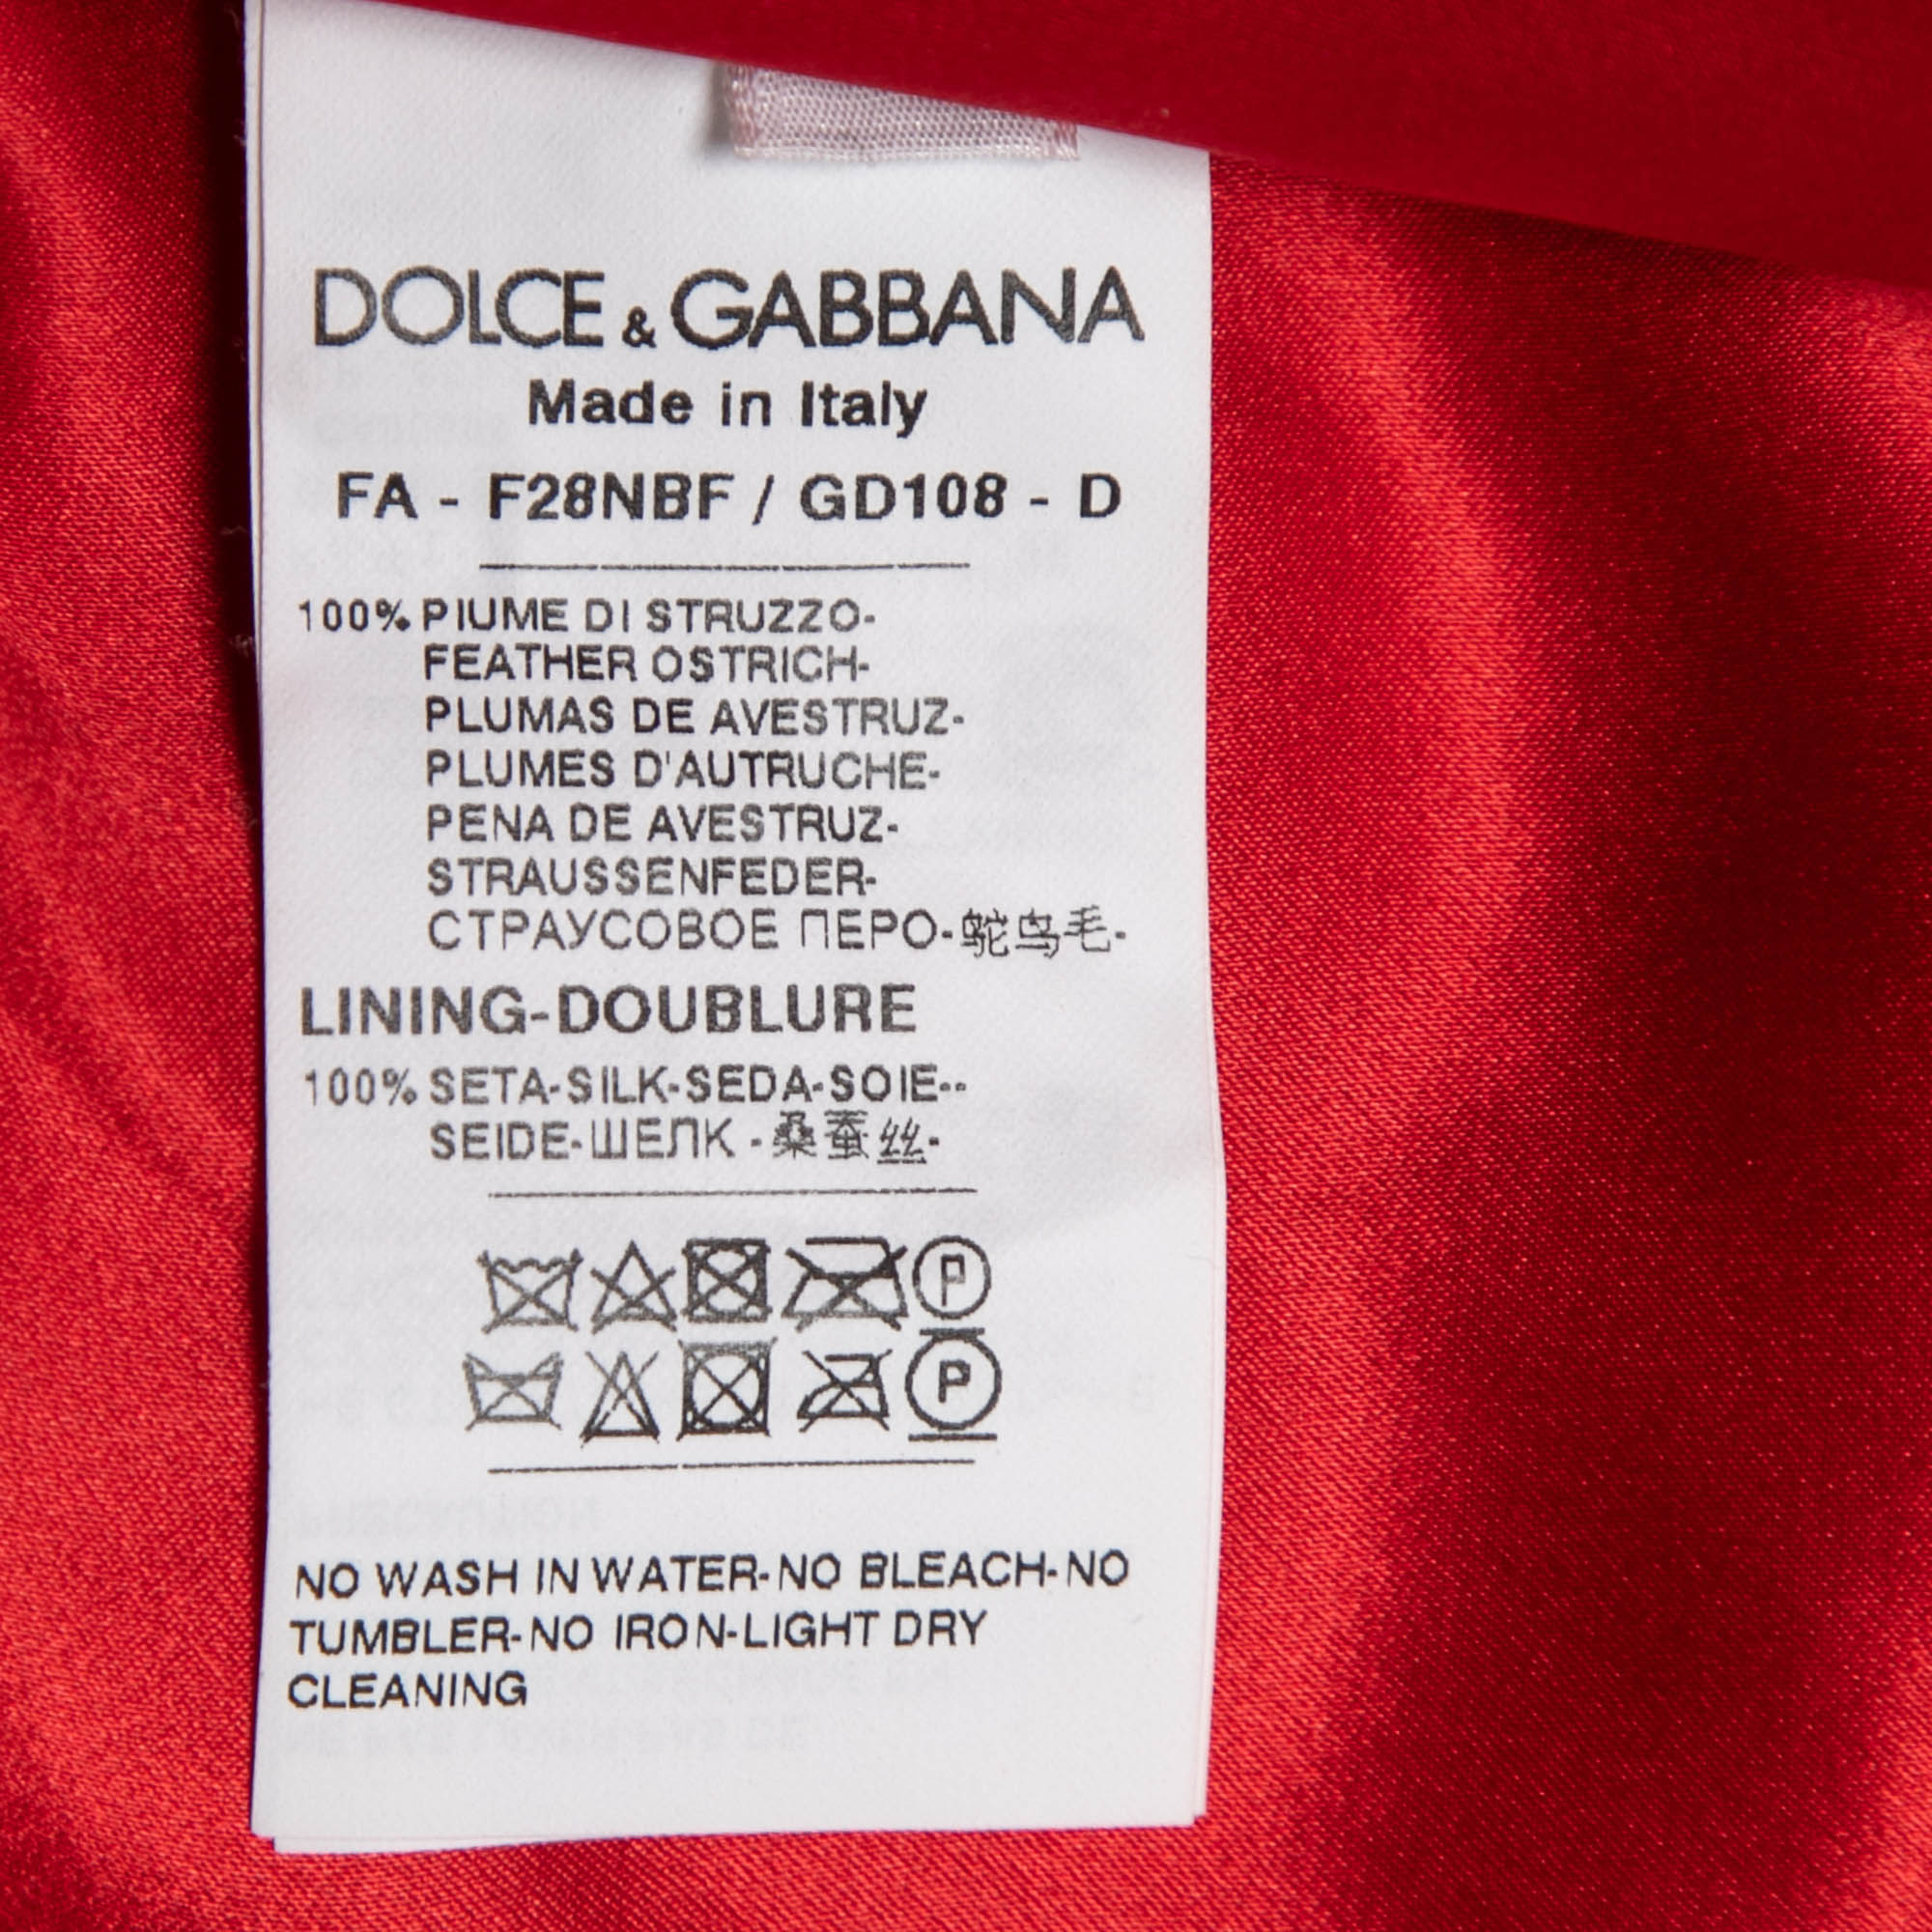 DOLCE & GABBANA
Made in Italy
FA - F28NBF / GD108 - D
100% PIUME DI STRUZZO-
FEATHER OSTRICH-
PLUMAS DE AVESTRUZ-
PLUMES D'AUTRUCHE-
PENA DE AVESTRUZ-
STRAUSSENFEDER-
СТРАУСОВОЕ ПЕРО-鸵鸟毛-
LINING-DOUBLURE
100% SETA-SILK-SEDA-SOIE--
SEIDE-ШЕЛК -桑蚕丝-
P
P
NO WASH IN WATER-NO BLEACH-NO
TUMBLER-NO IRON-LIGHT DRY
CLEANING